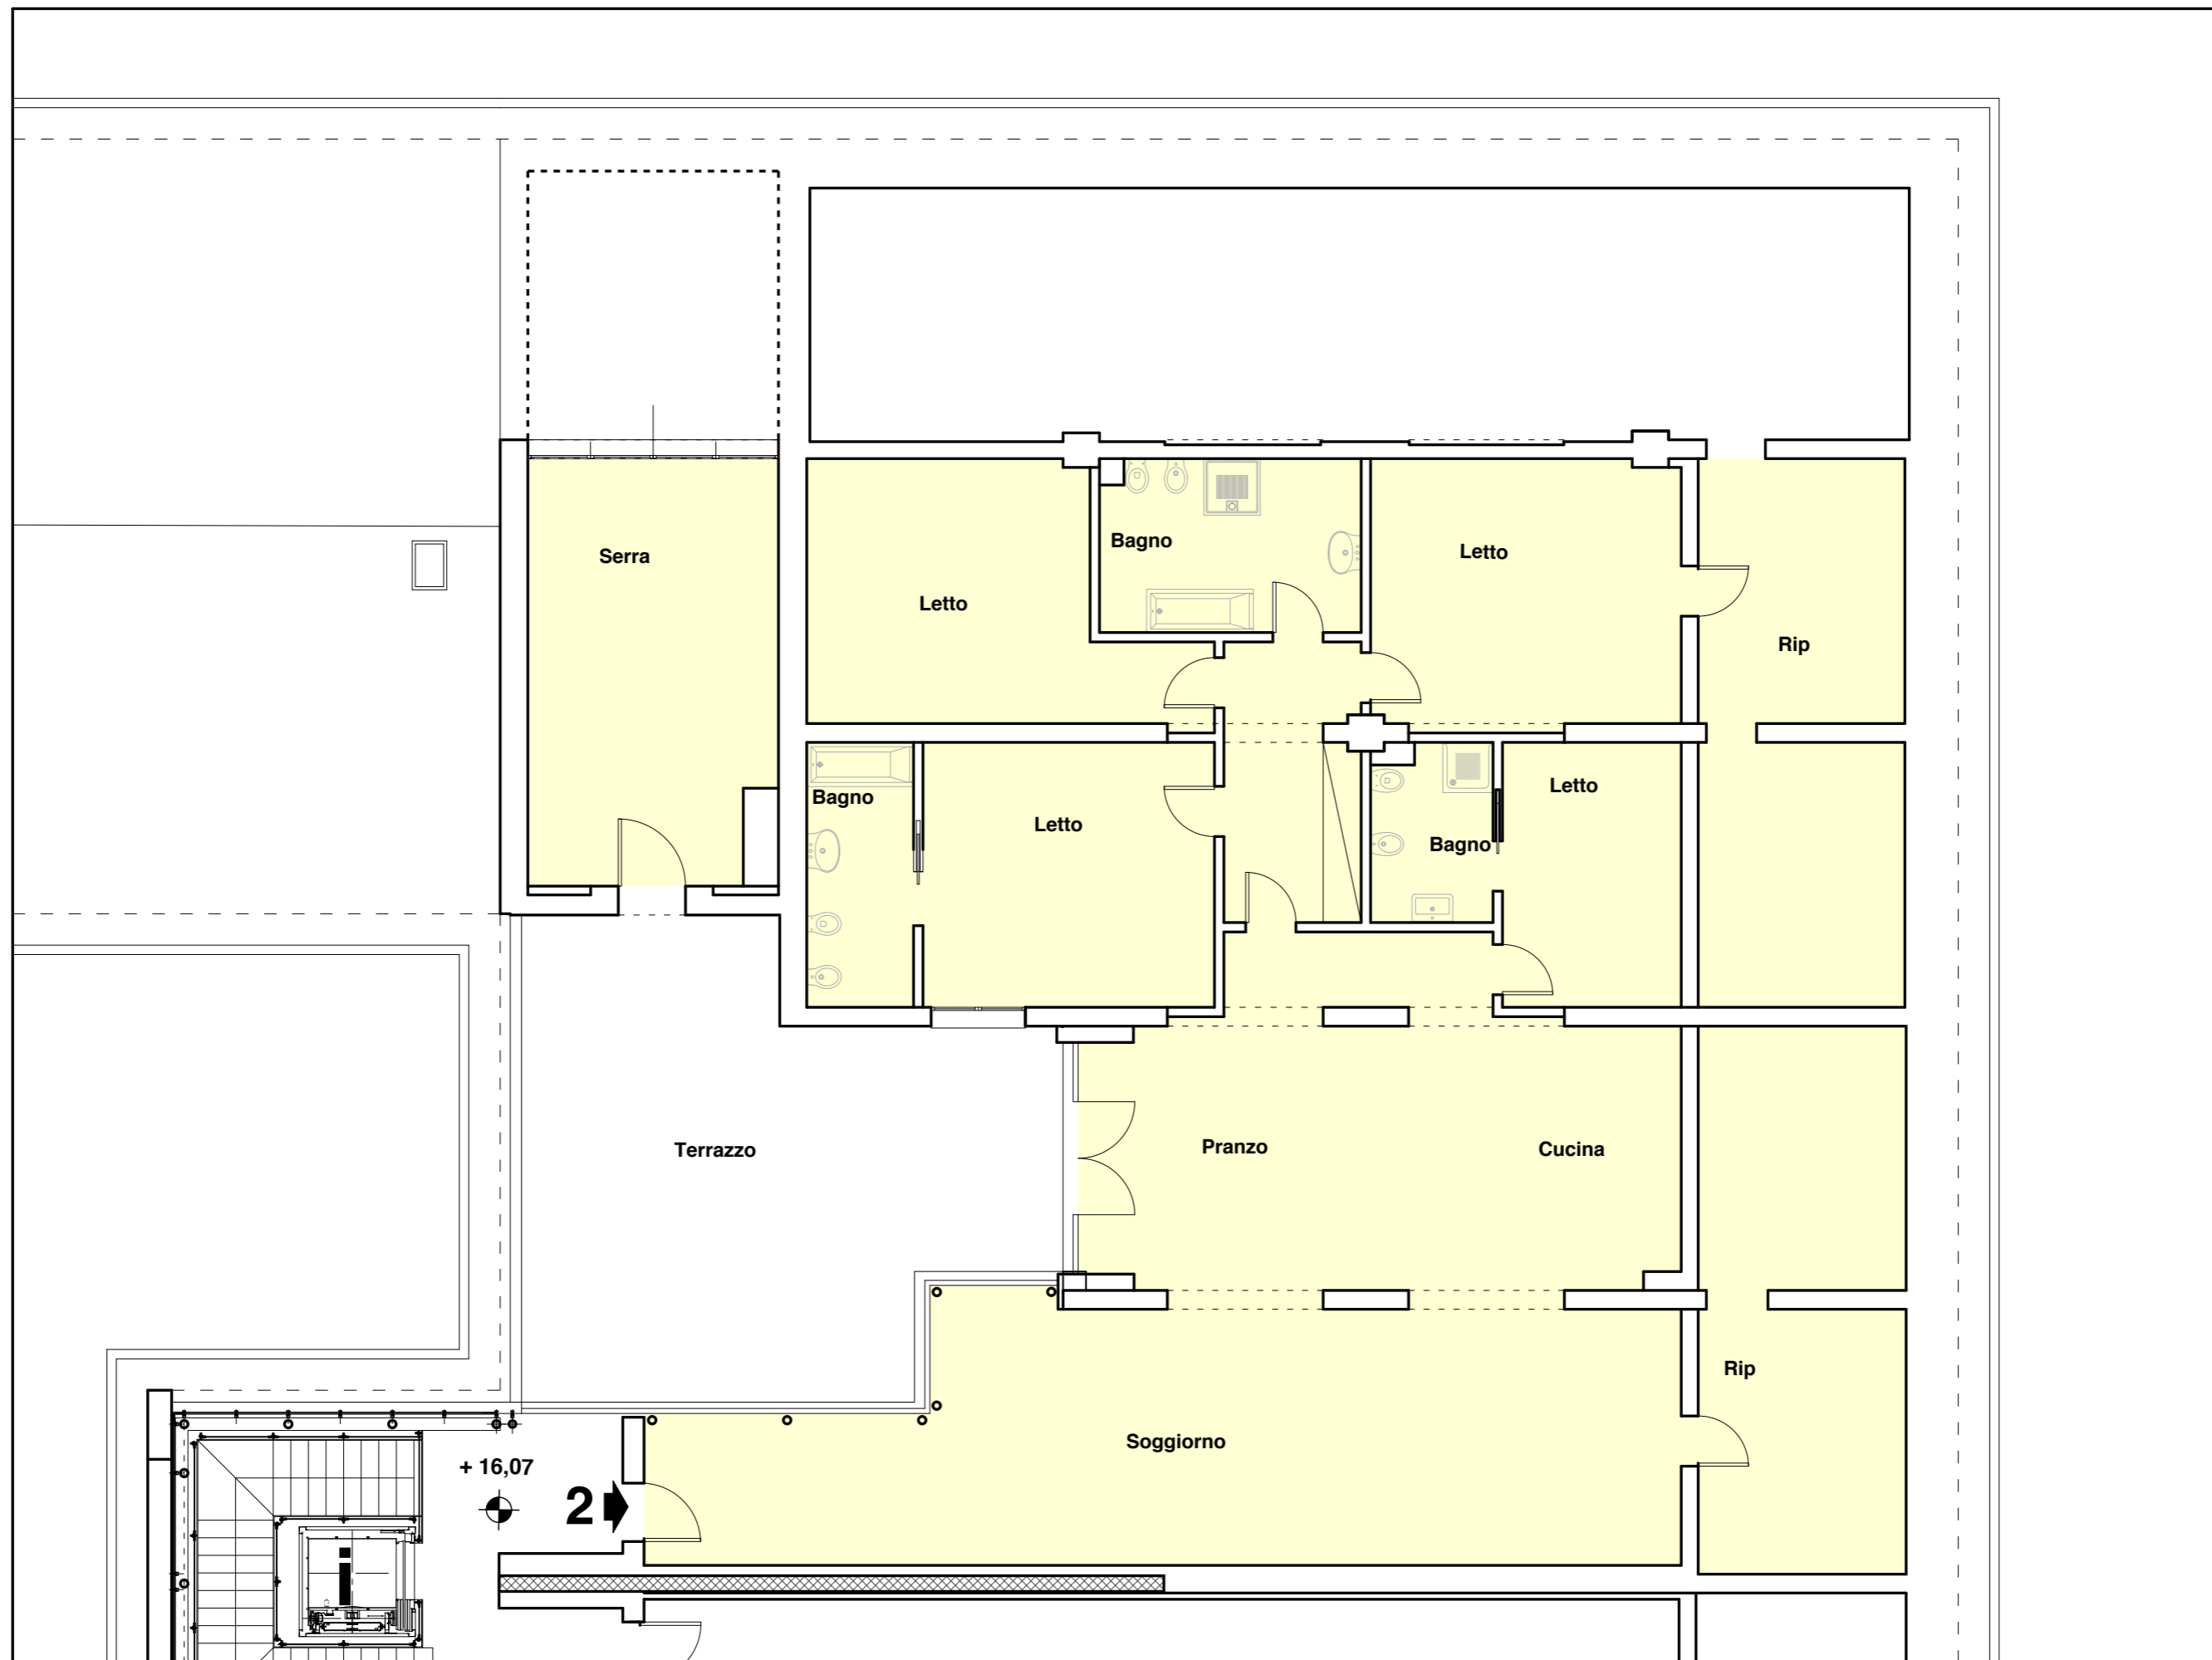 Bagno
Letto
Serra
Letto
Rip
Letto
Bagno
Letto
Bagno
Pranzo
Cucina
Terrazzo
Rip
Soggiorno
+ 16,07
2